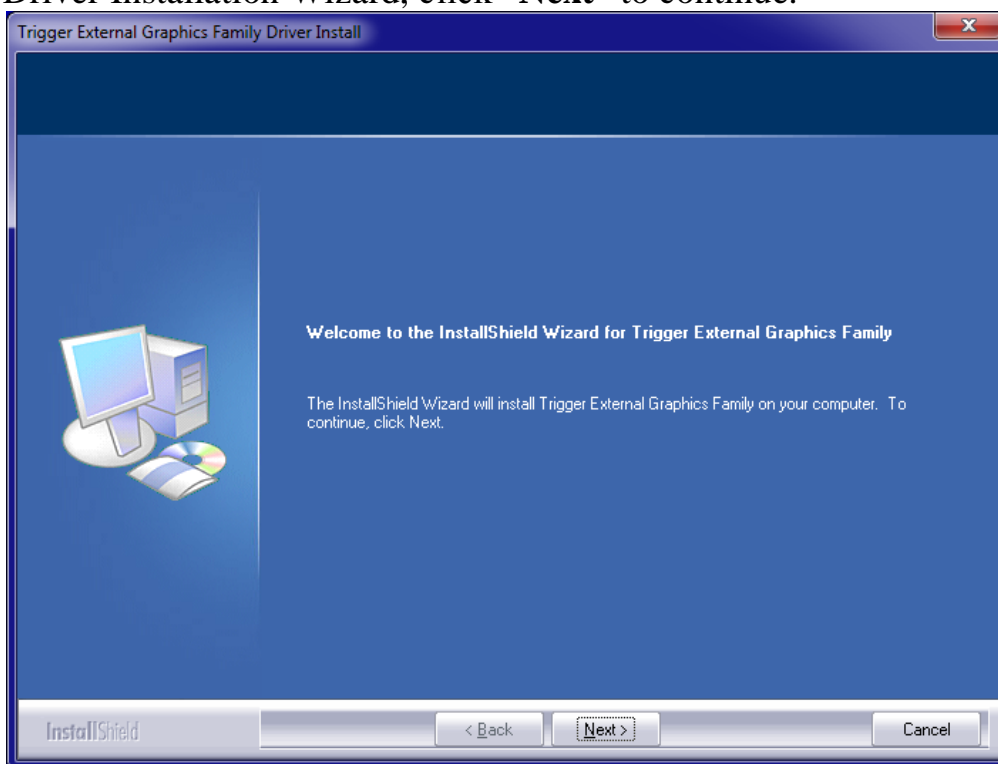 Driver Installation Wizard, click "Next" to continue.
Trigger External Graphics Family Driver Install
Welcome to the InstallShield Wizard for Trigger External Graphics Family
The InstallShield Wizard will install Trigger External Graphics Family on your computer.  To
continue, click Next.
InstallShield
< Back
Next >
Cancel